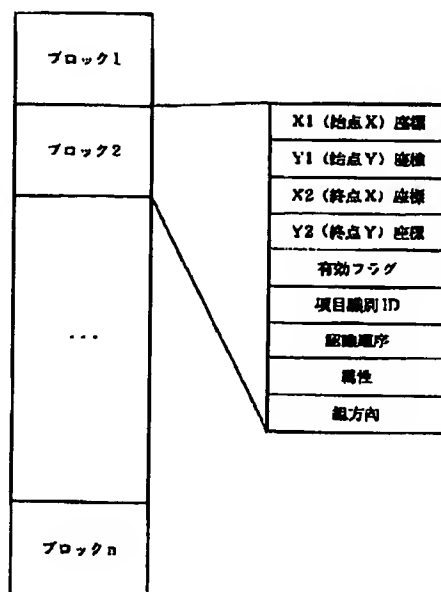 ブロック1
ブロック2
...
ブロックn
X1（始点X）座標
Y1（始点Y）座標
X2（終点X）座標
Y2（終点Y）座標
有効フラグ
項目識別ID
認識順序
属性
組方向